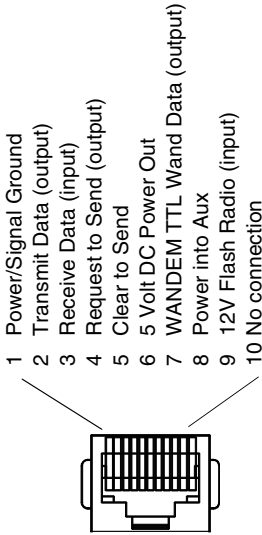 1 Power/Signal Ground
2 Transmit Data (output)
3 Receive Data (input)
4 Request to Send (output)
5 Clear to Send
6 5 Volt DC Power Out
7 WANDEM TTL Wand Data (output)
8 Power into Aux
9 12V Flash Radio (input)
10 No connection